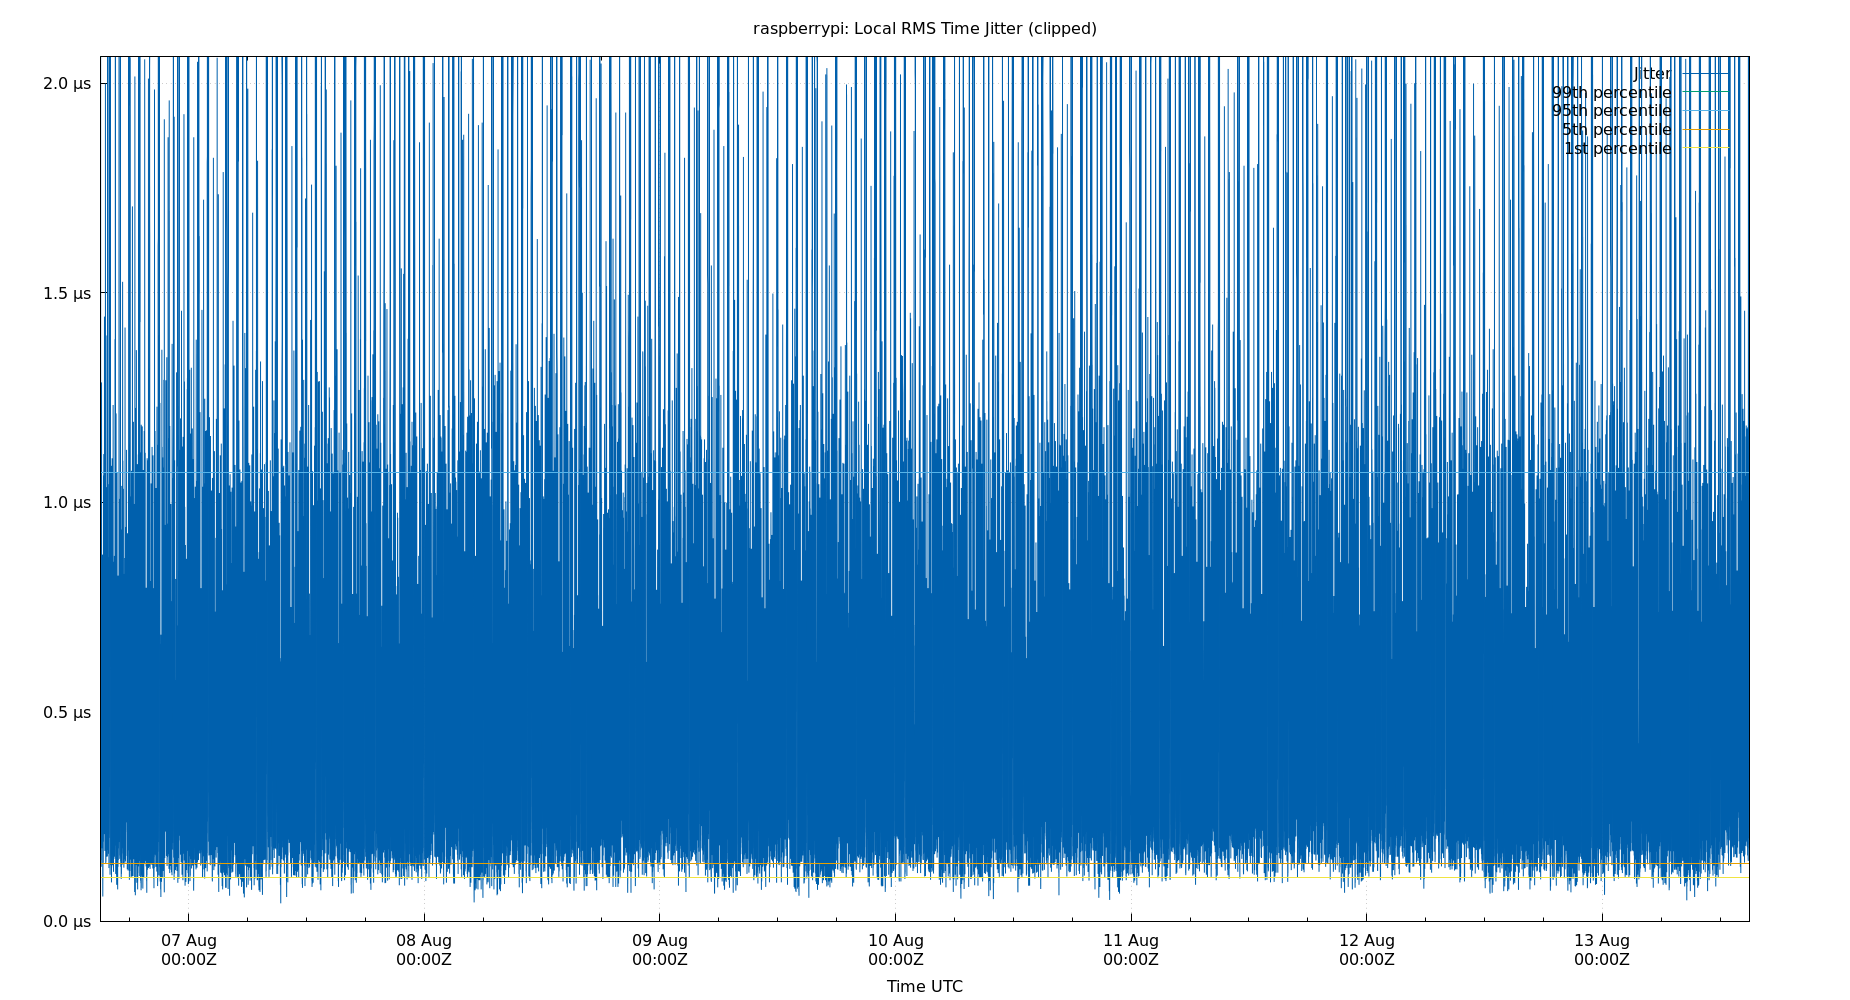 raspberrypi: Local RMS Time Jitter (clipped)
2.0 µs
1.5 µs
1.0 µs
0.5 µs
0.0 µs
Jitter
99th percentile
95th percentile
5th percentile
1st percentile
07 Aug 08 Aug 09 Aug 10 Aug 11 Aug 12 Aug 13 Aug
00:00Z 00:00Z 00:00Z 00:00Z 00:00Z 00:00Z 00:00Z
Time UTC